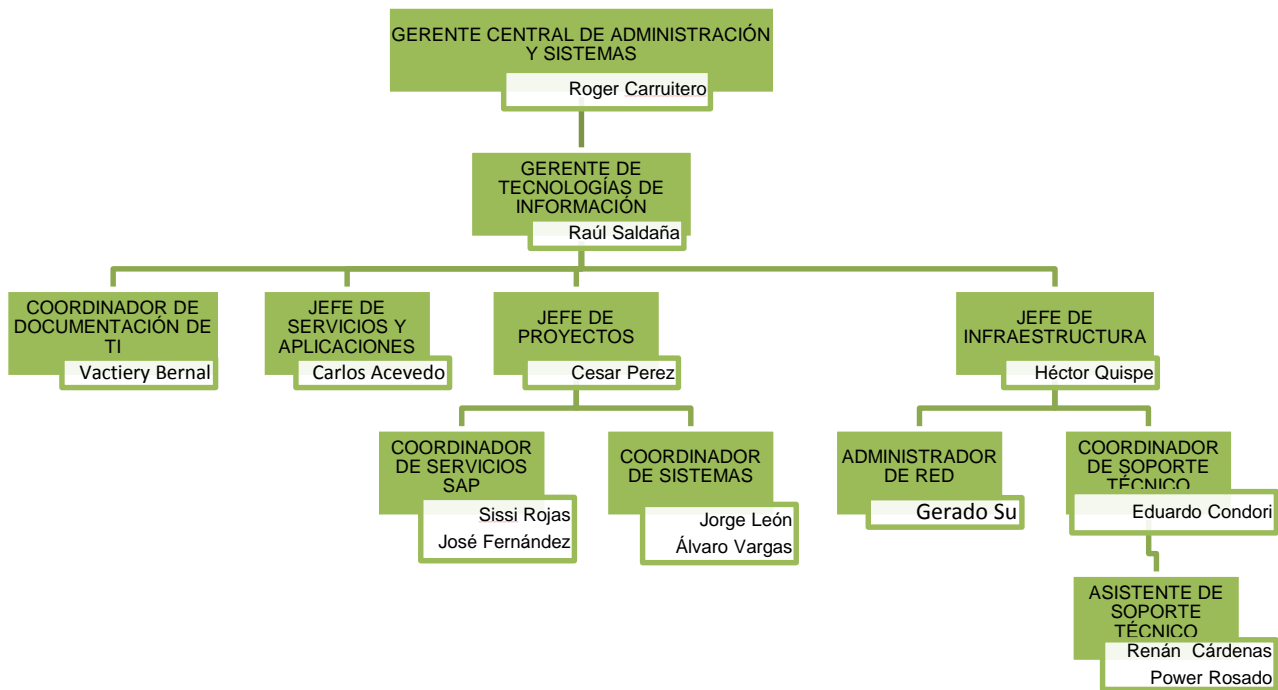 GERENTE CENTRAL DE ADMINISTRACIÓN
Y SISTEMAS
Roger Carruitero
GERENTE DE
TECNOLOGÍAS DE
INFORMACIÓN
Raúl Saldaña
COORDINADOR DE
DOCUMENTACIÓN DE
TI
Vactiery Bernal
JEFE DE
SERVICIOS Y
APLICACIONES
Carlos Acevedo
JEFE DE
PROYECTOS
Cesar Perez
JEFE DE
INFRAESTRUCTURA
Héctor Quispe
COORDINADOR
DE SERVICIOS
SAP
Sissi Rojas
José Fernández
COORDINADOR
DE SISTEMAS
Jorge León
Álvaro Vargas
ADMINISTRADOR
DE RED
Gerado Su
COORDINADOR
DE SOPORTE
TÉCNICO
Eduardo Condori
ASISTENTE DE
SOPORTE
TÉCNICO
Renán Cárdenas
Power Rosado